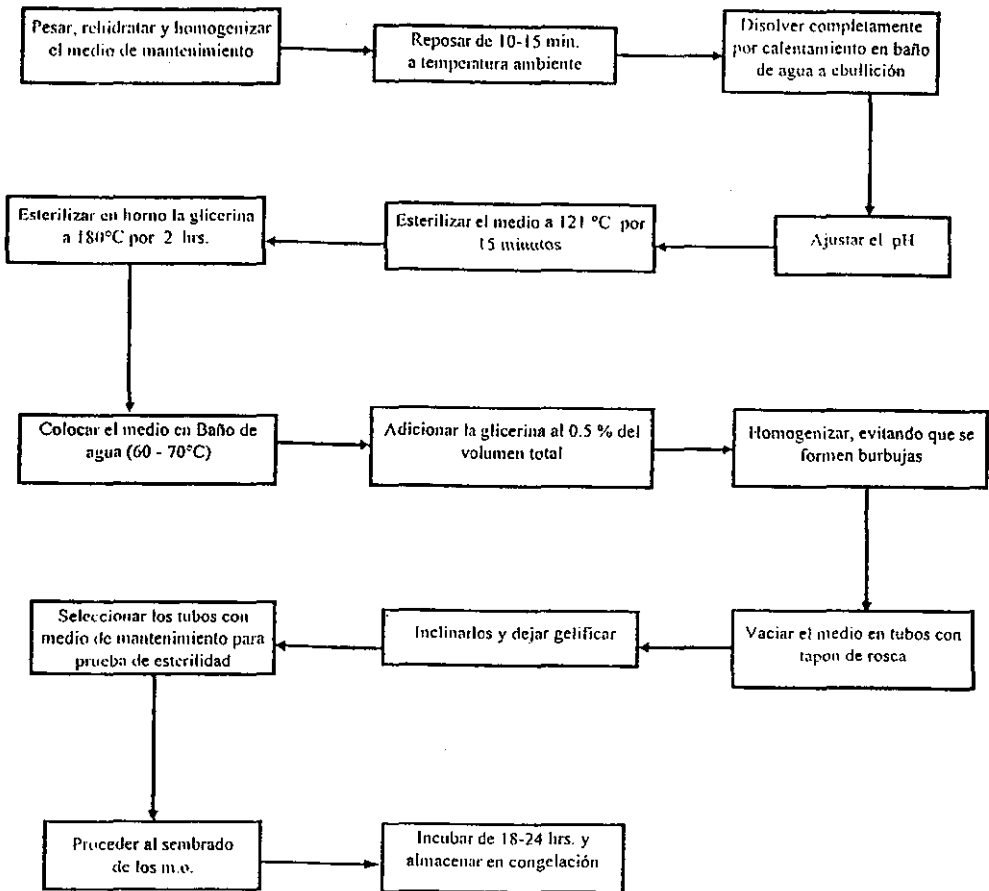 Pesar, rehidratar y homogenizar
el medio de mantenimiento
Reposar de 10-15 min.
a temperatura ambiente
Disolver completamente
por calentamiento en baño
de agua a ebullición
Ajustar el pH
Esterilizar el medio a 121 °C por
15 minutos
Esterilizar en horno la glicerina
a 180°C por 2 hrs.
Colocar el medio en Baño de
agua (60 - 70°C)
Adicionar la glicerina al 0.5 % del
volumen total
Homogenizar, evitando que se
formen burbujas
Vaciar el medio en tubos con
tapon de rosca
Inclinarlos y dejar gelificar
Seleccionar los tubos con
medio de mantenimiento para
prueba de esterilidad
Proceder al sembrado
de los m.o.
Incubar de 18-24 hrs. y
almacenar en congelación